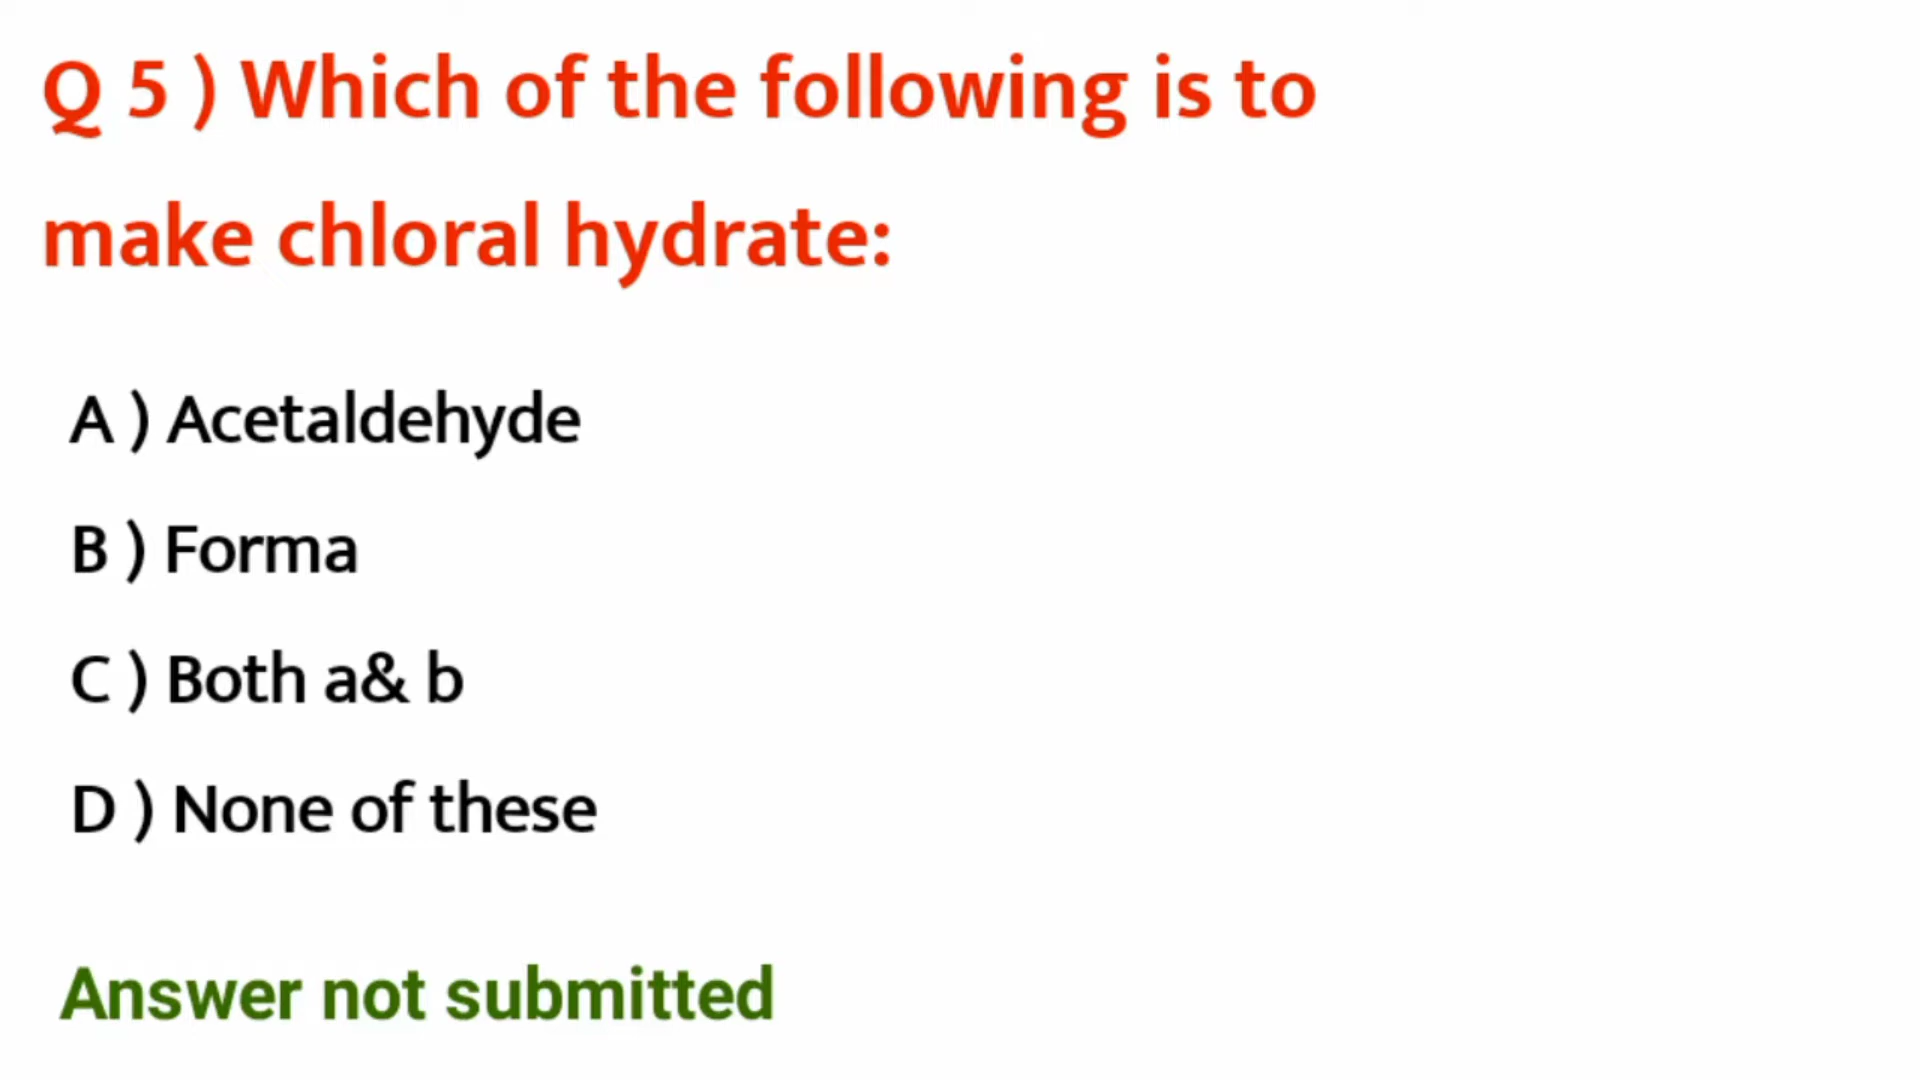 Q 5 ) Which of the following is to
make chloral hydrate:
A ) Acetaldehyde
B ) Forma
C ) Both a& b
D ) None of these
Answer not submitted